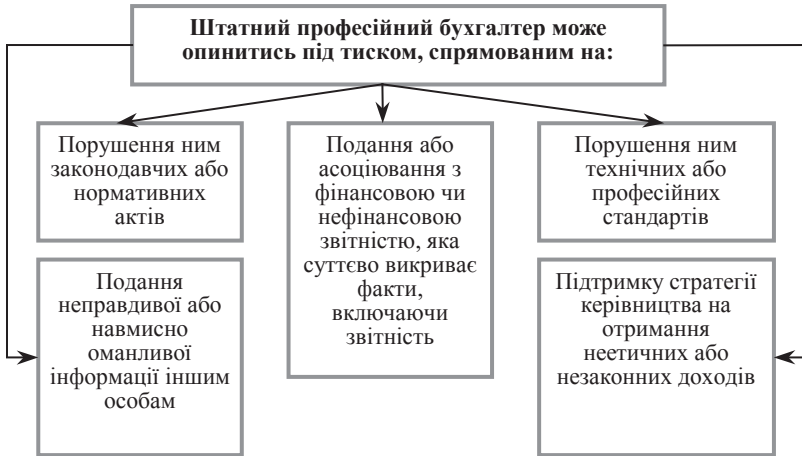 Штатний професійний бухгалтер може
опинитись під тиском, спрямованим на:
Порушення ним
законодавчих або
нормативних
актів
Подання або
асоціювання з
фінансовою чи
нефінансовою
звітністю, яка
суттєво викриває
факти,
включаючи
звітність
Порушення ним
технічних або
професійних
стандартів
Подання
неправдивої або
навмисно
оманливої
інформації іншим
особам
Підтримку стратегії
керівництва на
отримання
неетичних або
незаконних доходів